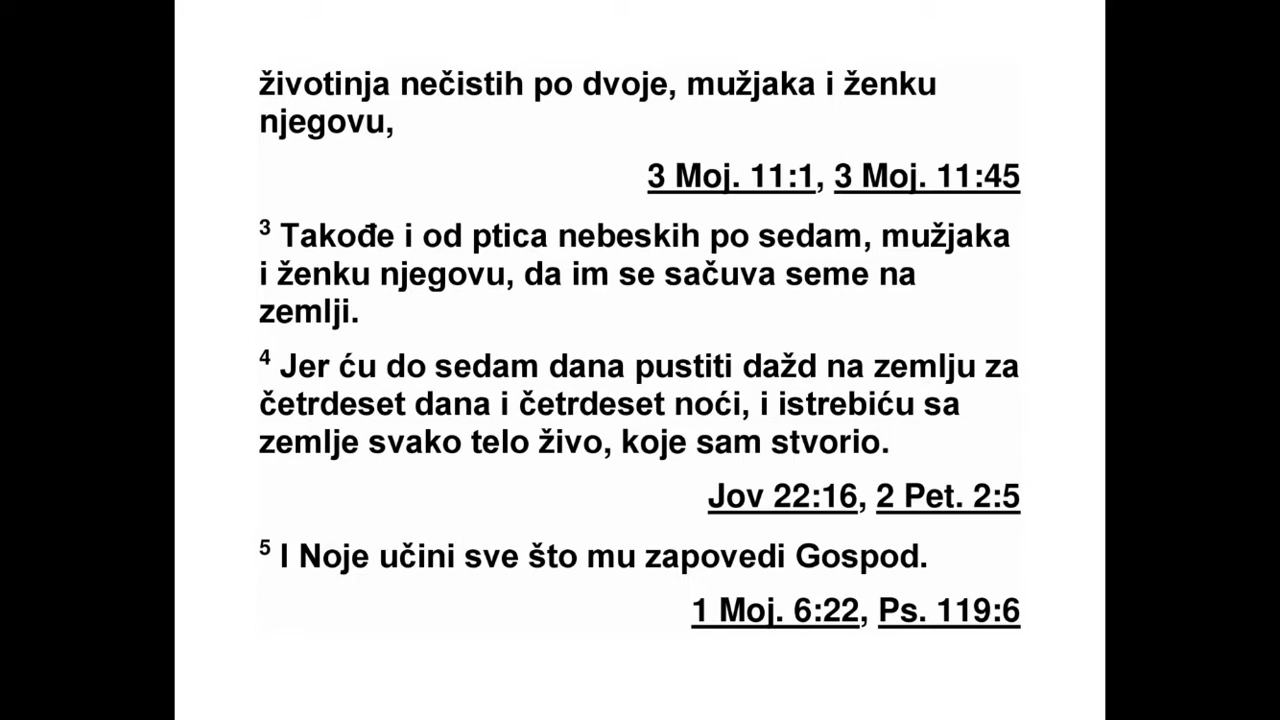 životinja nečistih po dvoje, mužjaka i ženku
njegovu,
3 Moj. 11:1, 3 Moj. 11:45
3 Takođe i od ptica nebeskih po sedam, mužjaka
i ženku njegovu, da im se sačuva seme na
zemlji.
4 Jer ću do sedam dana pustiti dažd na zemlju za
četrdeset dana i četrdeset noći, i istrebiću sa
zemlje svako telo živo, koje sam stvorio.
Jov 22:16, 2 Pet. 2:5
5 I Noje učini sve što mu zapovedi Gospod.
1 Moj. 6:22, Ps. 119:6